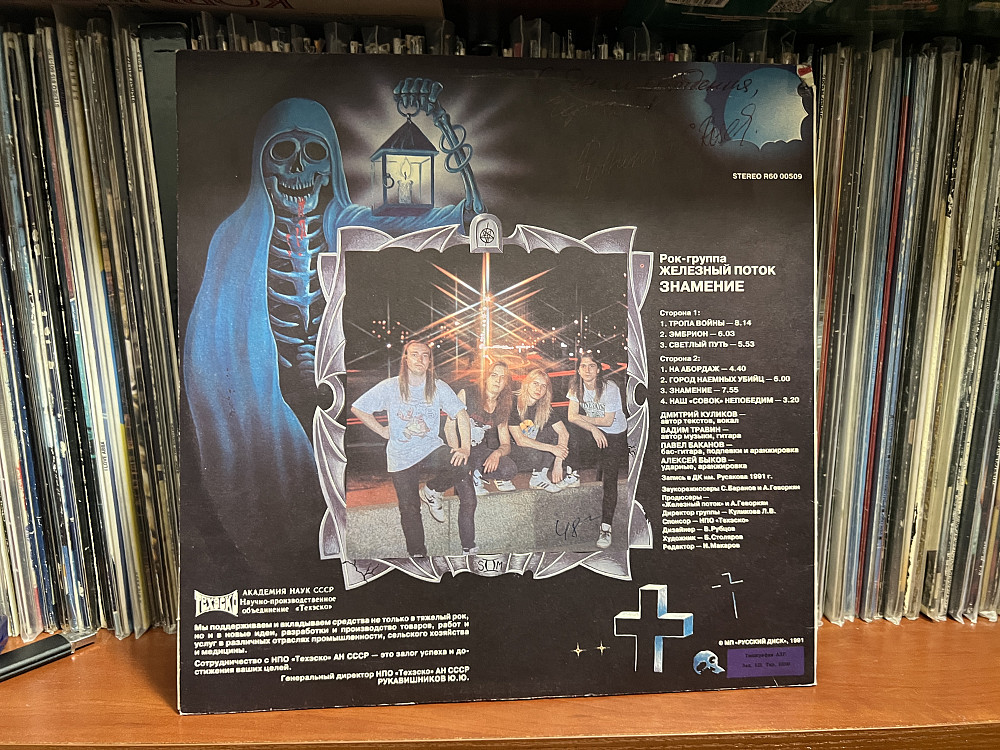 STEREO R60 00509
Рок-группа
ЖЕЛЕЗНЫЙ ПОТОК
ЗНАМЕНИЕ
Сторона 1:
1. ТРОПА ВОЙНЫ — 8.14
2. ЭМБРИОН — 6.03
3. СВЕТЛЫЙ ПУТЬ — 5.53
Сторона 2:
1. НА АБОРДАЖ — 4.40
2. ГОРОД НАЕМНЫХ УБИЙЦ — 5.00
3. ЗНАМЕНИЕ — 7.55
4. НАШ «СОВОК» НЕПОБЕДИМ — 3.20
ДМИТРИЙ КУЛИКОВ —
автор текстов, вокал
ВАДИМ ТРАВИН —
автор музыки, гитара
ПАВЕЛ БАКАНОВ —
бас-гитара, подпевки и аранжировка
АЛЕКСЕЙ БЫКОВ —
ударные, аранжировка
Запись в ДК им. Русакова 1991 г.
Звукорежиссеры С. Баранов и А. Геворкян
Продюсеры —
«Железный поток» и А. Геворкян
Директор группы — Куликова Л.В.
Спонсор — НПО «Техэско»
Дизайнер — В. Рубцов
Художник — В. Столяров
Редактор — Н. Макаров
SOM
Техэско
АКАДЕМИЯ НАУК СССР
Научно-производственное
объединение «Техэско»
Мы поддерживаем и вкладываем средства не только в тяжелый рок,
но и в новые идеи, разработки и производство товаров, работ и
услуг в различных отраслях промышленности, сельского хозяйства
и медицины.
Сотрудничество с НПО «Техэско» АН СССР — это залог успеха и до-
стижения ваших целей.
Генеральный директор НПО «Техэско» АН СССР
РУКАВИШНИКОВ Ю. Ю.
© МП «РУССКИЙ ДИСК», 1991